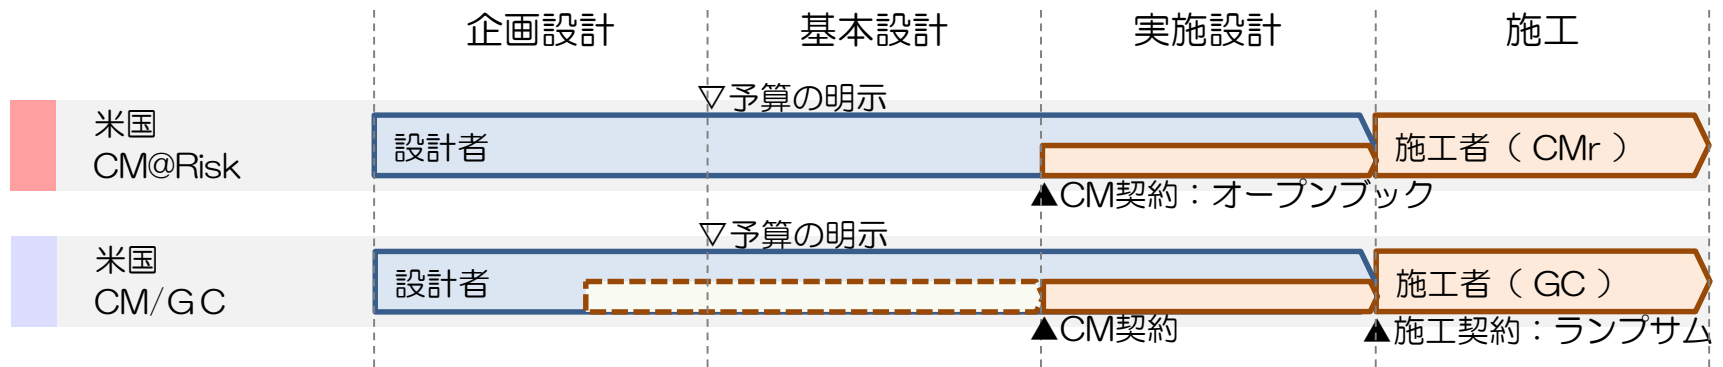 企画設計 基本設計 実施設計 施工
▽予算の明示
米国
CM@Risk
設計者
施工者（ CMr ）
▲CM契約：オープンブック
▽予算の明示
米国
CM/ＧＣ
設計者
施工者（ GC ）
▲CM契約
▲施工契約：ランプサム